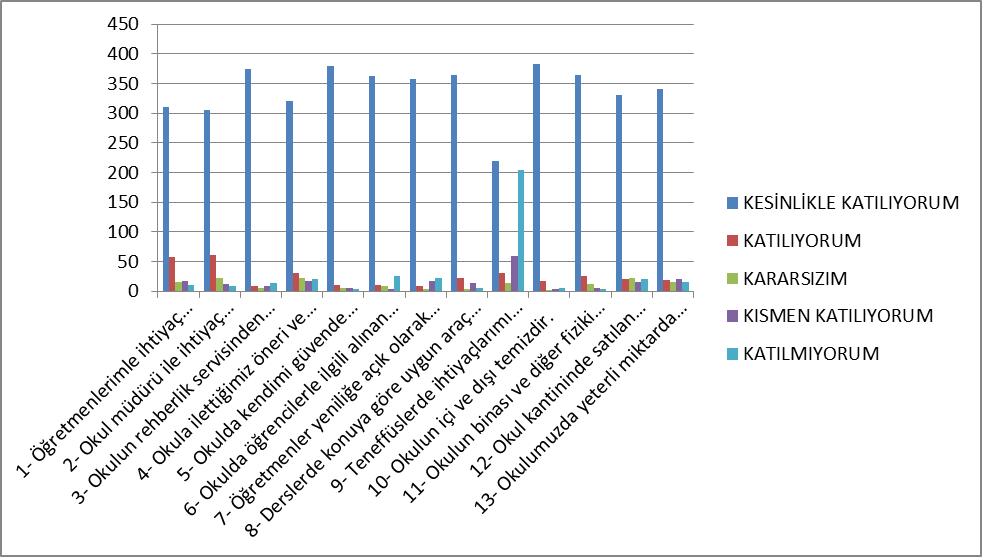 450
400
350
300
250
200
150
100
50
0
1- Öğretmenlerimle ihtiyaç...
2- Okul müdürü ile ihtiyaç...
3- Okulun rehberlik servisinden...
4- Okula ilettiğimiz öneri ve...
5- Okulda kendimi güvende...
6- Okulda öğrencilerle ilgili alınan...
7- Öğretmenler yeniliğe açık olarak...
8- Derslerde konuya göre uygun araç...
9- Teneffüslerde ihtiyaçlarımı...
10- Okulun içi ve dışı temizdir.
11- Okulun binası ve diğer fiziki...
12- Okul kantininde satılan...
13- Okulumuzda yeterli miktarda...
KESİNLİKLE KATILIYORUM
KATILIYORUM
KARARSIZIM
KISMEN KATILIYORUM
KATILMIYORUM